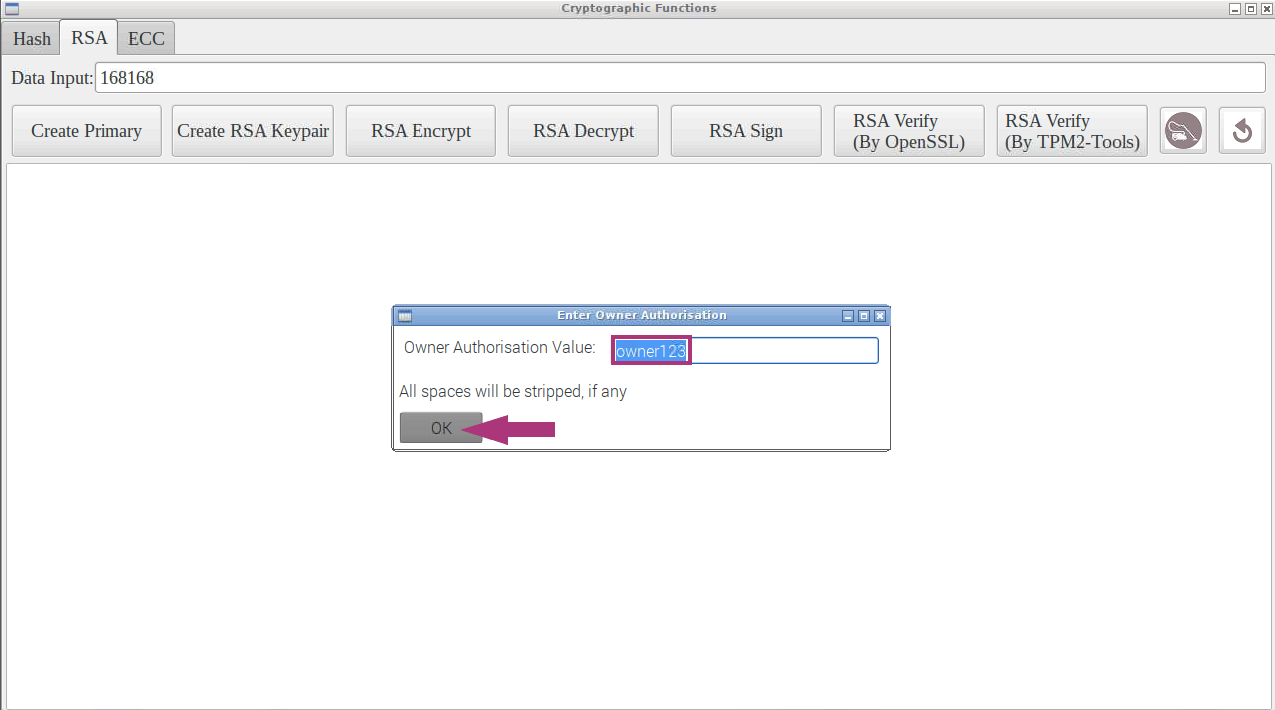 Cryptographic Functions
Hash RSA ECC
Data Input: 168168
Create Primary
Create RSA Keypair
RSA Encrypt
RSA Decrypt
RSA Sign
RSA Verify
(By OpenSSL)
RSA Verify
(By TPM2-Tools)
Enter Owner Authorisation
Owner Authorisation Value: owner123
All spaces will be stripped, if any
OK